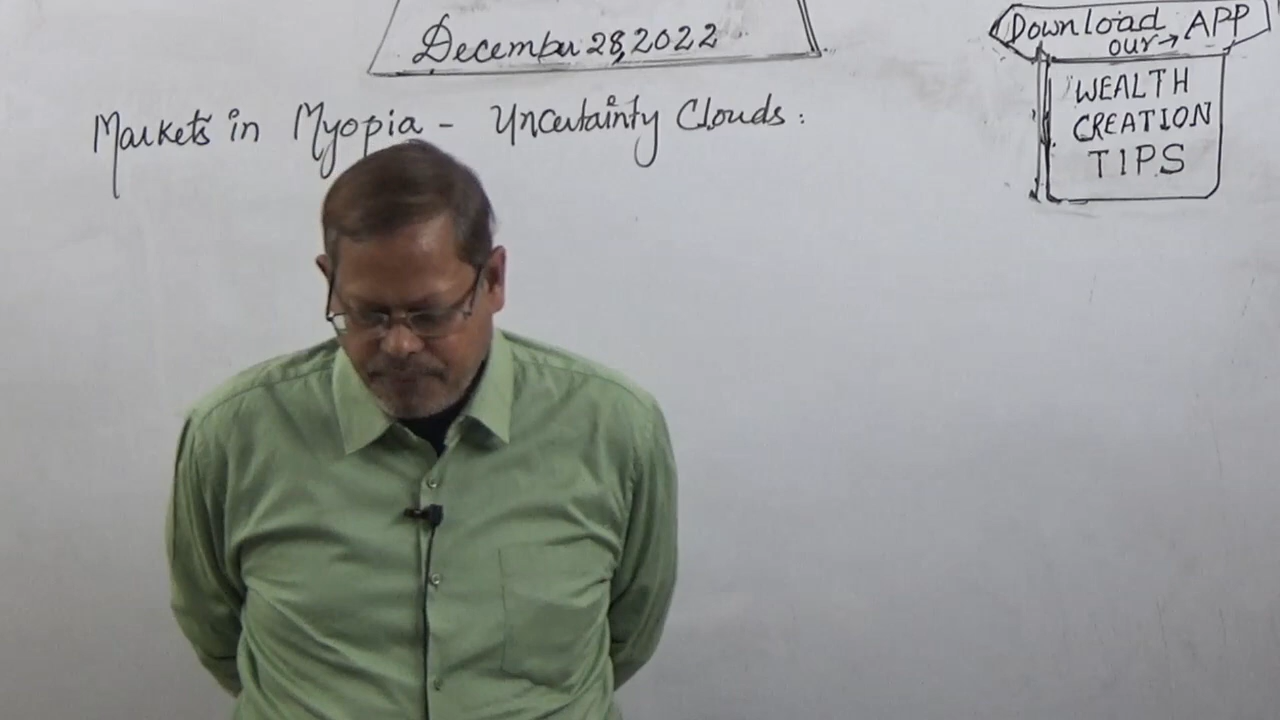 December 28, 2022
Markets in Myopia - Uncertainty Clouds :
Download
our → APP
WEALTH
CREATION
TIPS